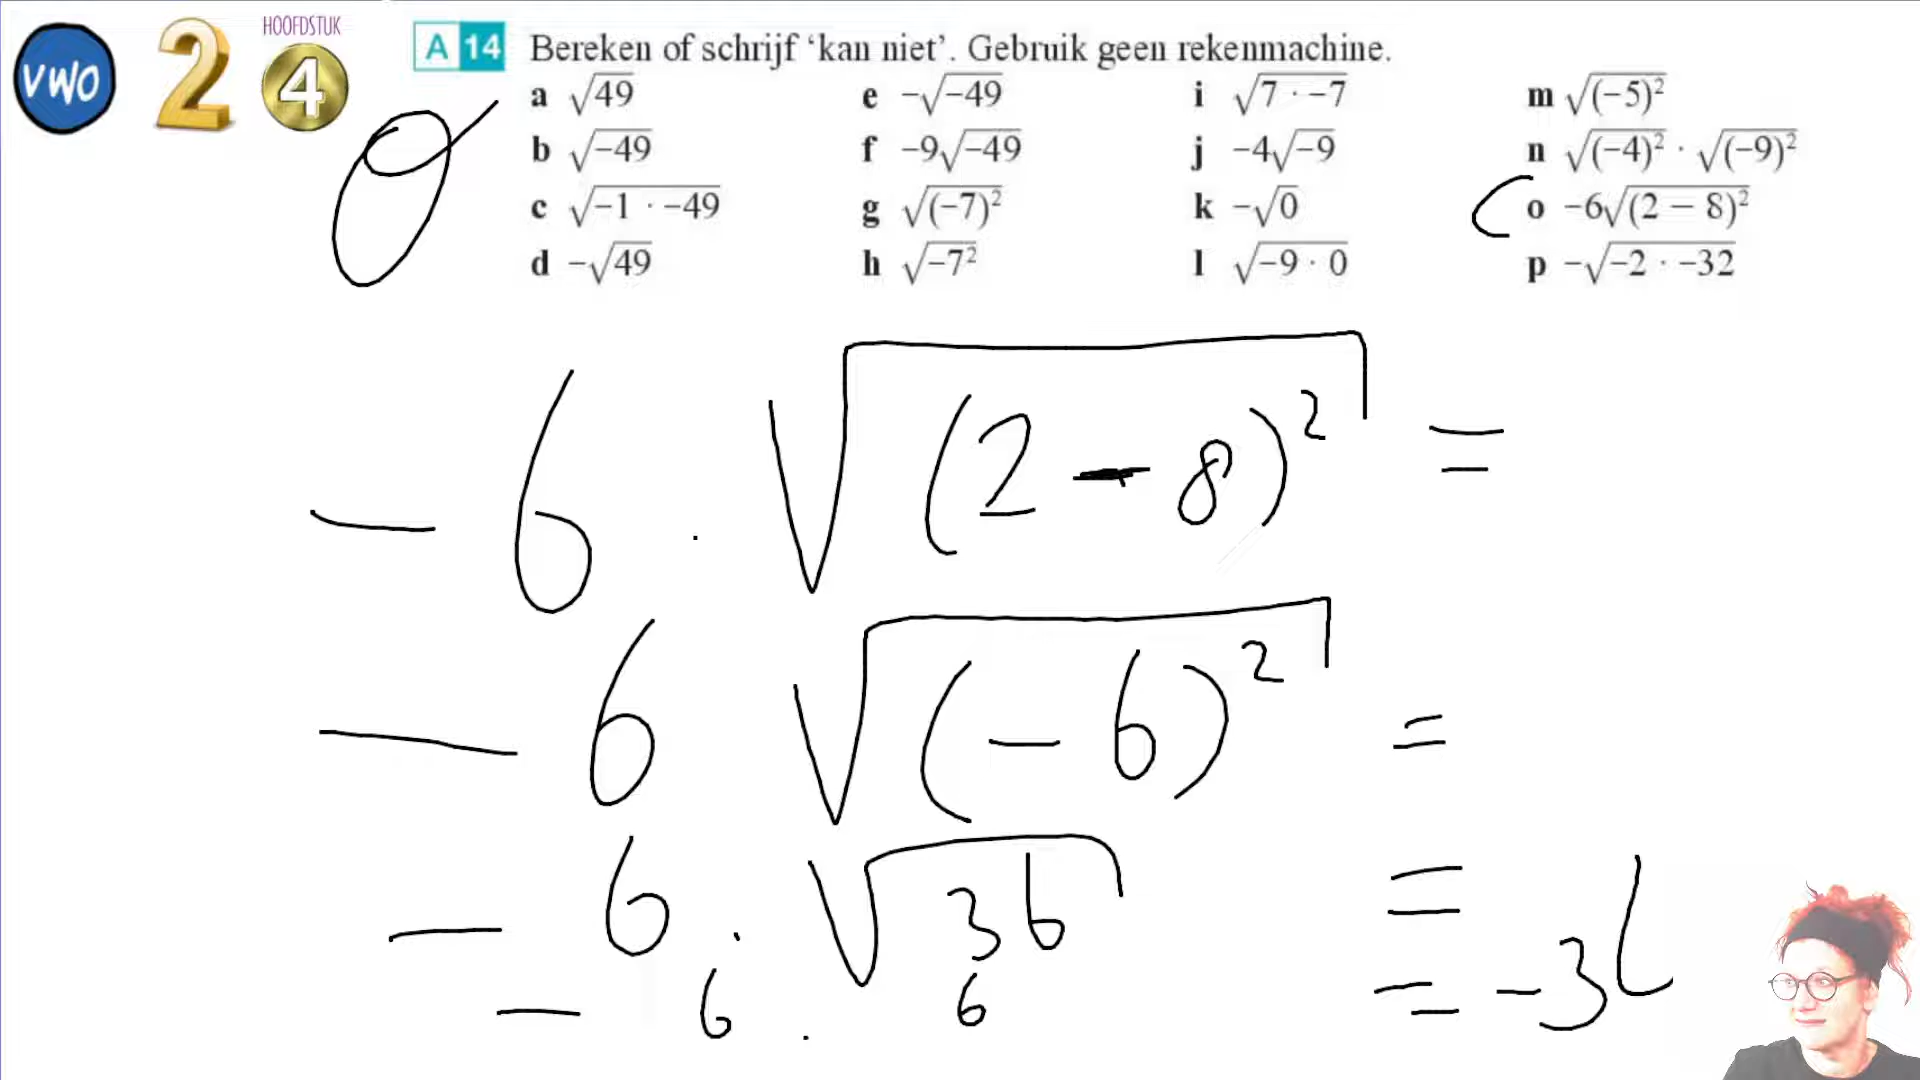 VWO 2 HOOFDSTUK 4
A 14 Bereken of schrijf ‘kan niet’. Gebruik geen rekenmachine.
a √49
b √-49
c √-1 · -49
d -√49
e -√-49
f -9√-49
g √(-7)²
h √-7²
i √7 · -7
j -4√-9
k -√0
l √-9 · 0
m √(-5)²
n √(-4)² · √(-9)²
o -6√(2 - 8)²
p -√-2 · -32
- 6 · √(2 - 8)² =
- 6 √(- 6)² =
- 6 · √36 =
- 6 · 6 = -3